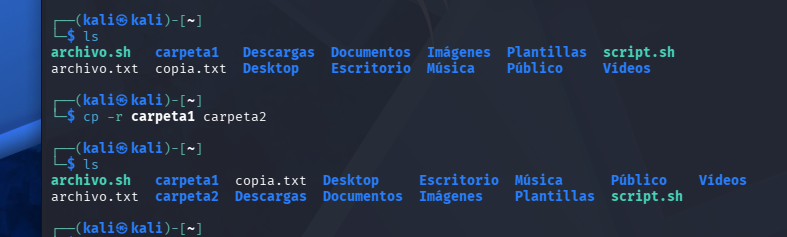 ┌──(kali㉿kali)-[~]
└─$ ls
archivo.sh carpeta1 Descargas Documentos Imágenes Plantillas script.sh
archivo.txt copia.txt Desktop Escritorio Música Público Vídeos
┌──(kali㉿kali)-[~]
└─$ cp -r carpeta1 carpeta2
┌──(kali㉿kali)-[~]
└─$ ls
archivo.sh carpeta1 copia.txt Desktop Escritorio Música Público Vídeos
archivo.txt carpeta2 Descargas Documentos Imágenes Plantillas script.sh
┌──(kali㉿kali)-[~]